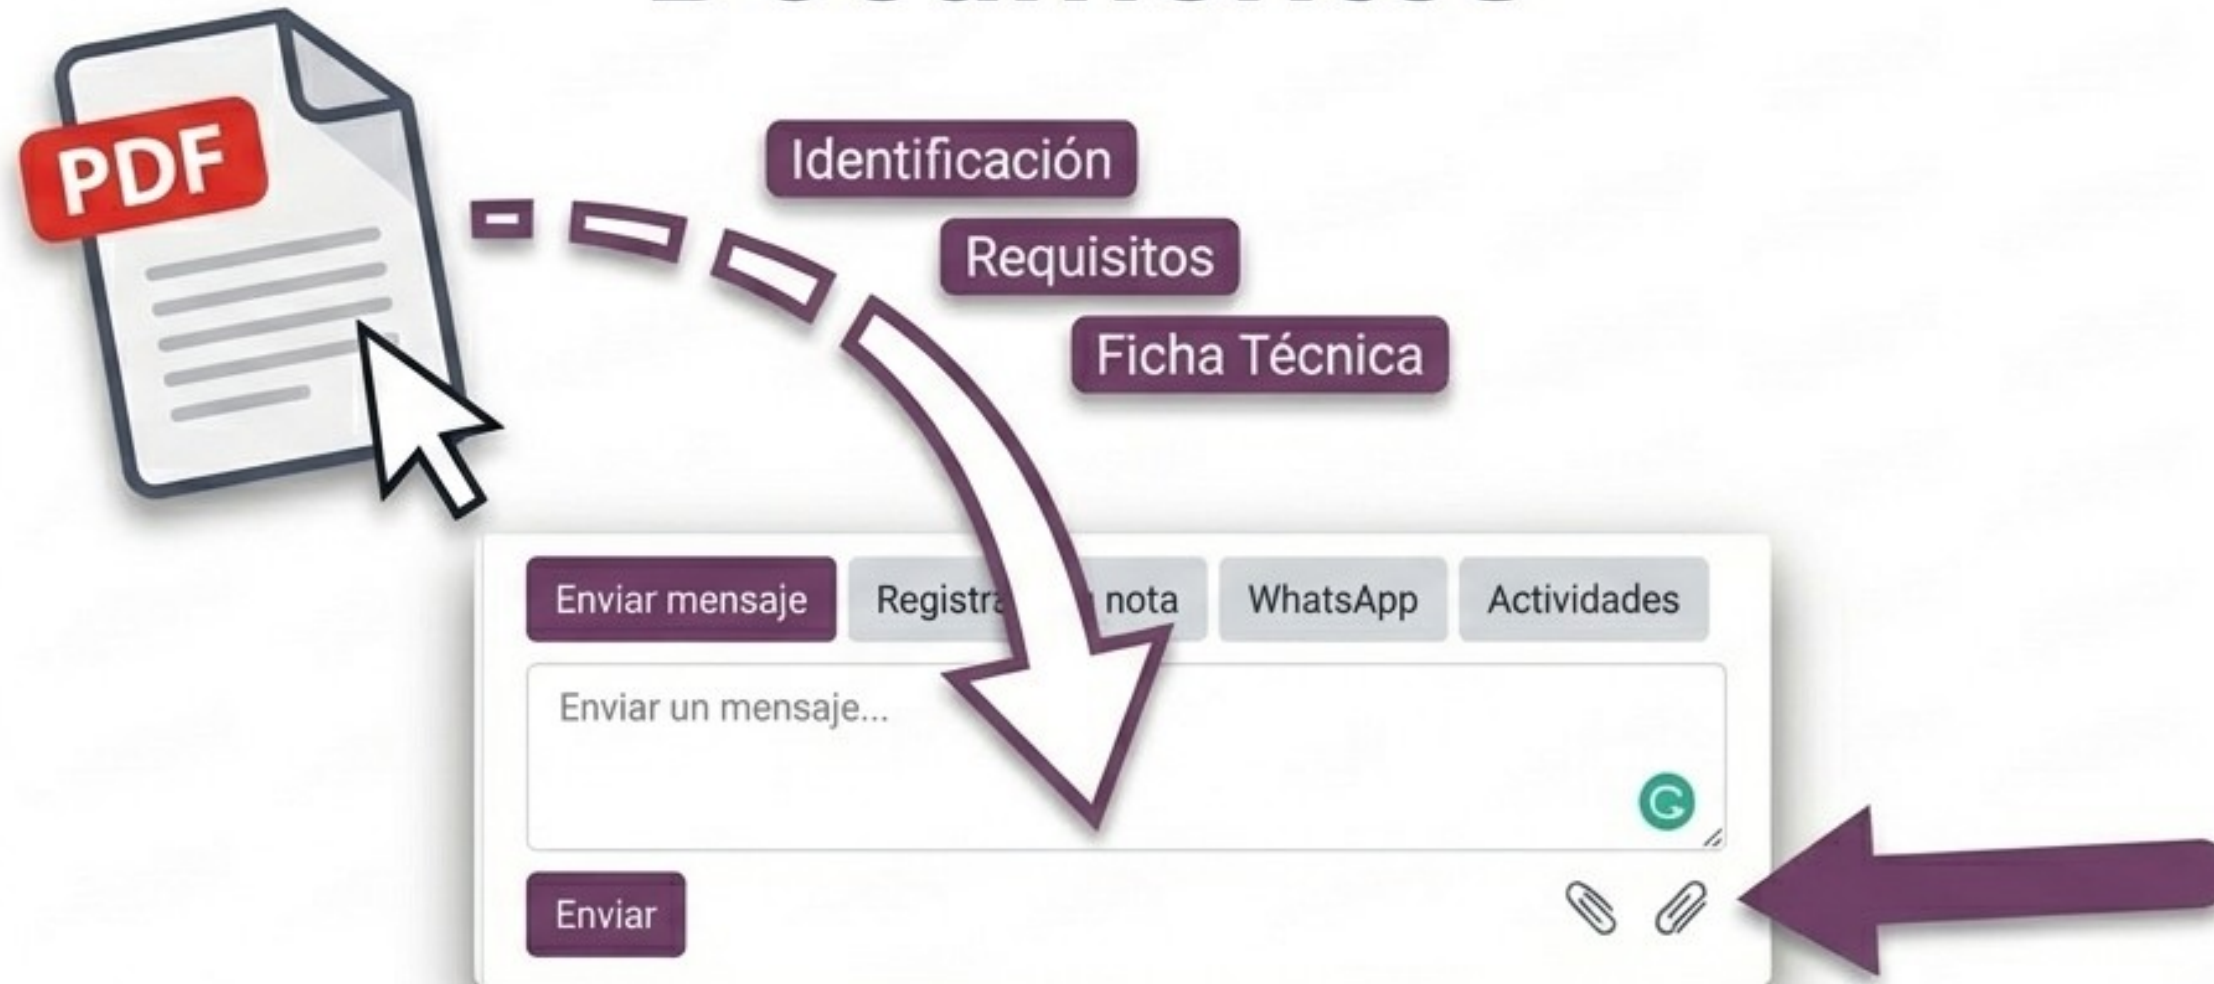 PDF
Identificación
Requisitos
Ficha Técnica
Enviar mensaje
nota
WhatsApp
Actividades
Enviar un mensaje...
Enviar